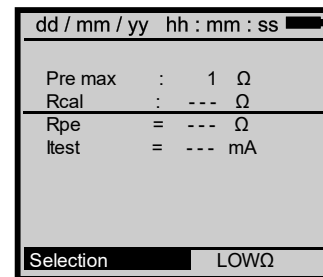 dd / mm / yy hh : mm : ss
Pre max : 1 Ω
Rcal : - - - Ω
Rpe = - - - Ω
Itest = - - - mA
Selection LOWΩ